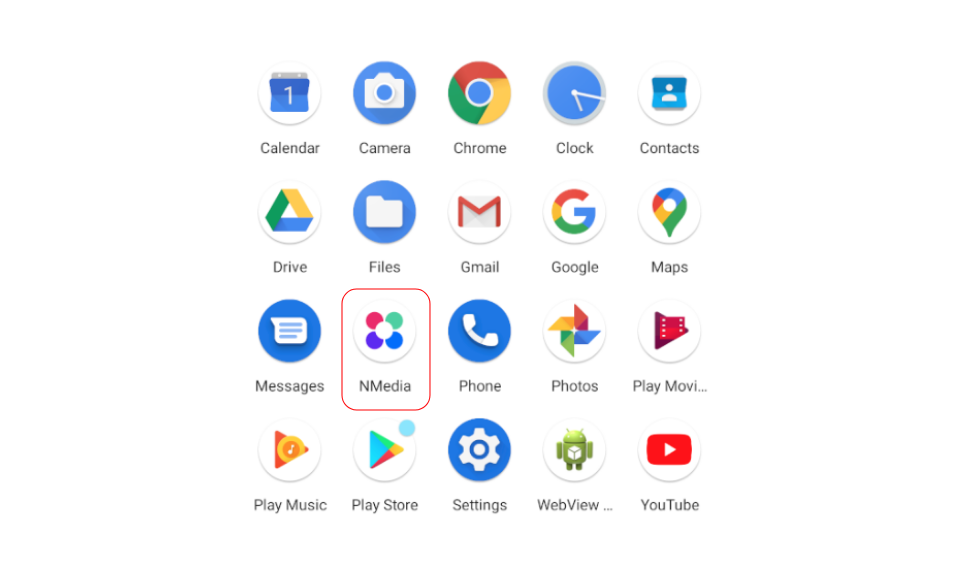 1
Calendar Camera Chrome Clock Contacts
Drive Files Gmail Google Maps
Messages NMedia Phone Photos Play Movi...
Play Music Play Store Settings WebView ... YouTube